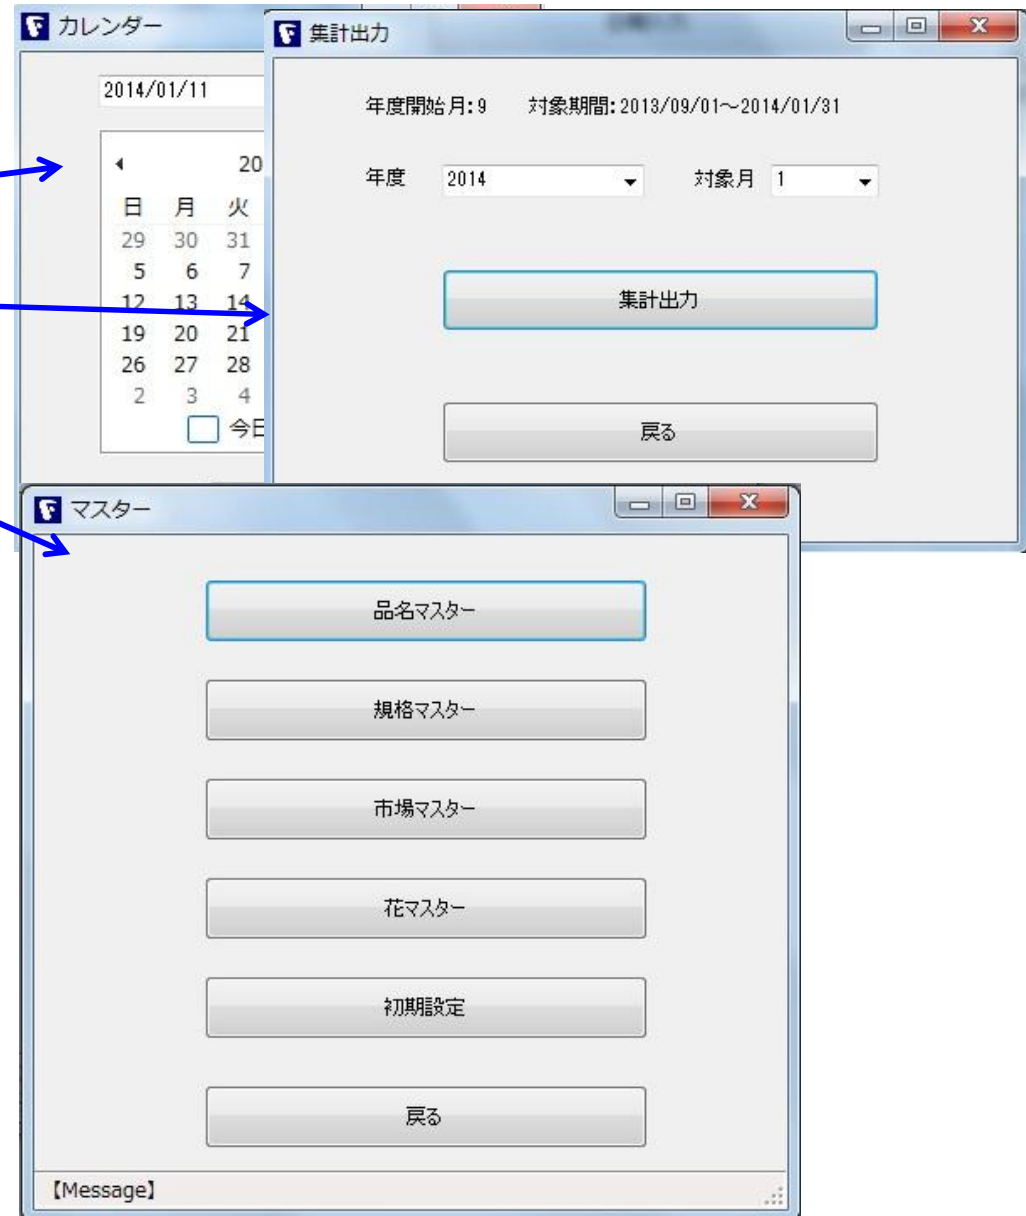 カレンダー
2014/01/11
20
日 月 火
29 30 31
5 6 7
12 13 14
19 20 21
26 27 28
2 3 4
今日
集計出力
年度開始月:9 対象期間:2013/09/01～2014/01/31
年度 2014 対象月 1
集計出力
戻る
マスター
品名マスター
規格マスター
市場マスター
花マスター
初期設定
戻る
【Message】